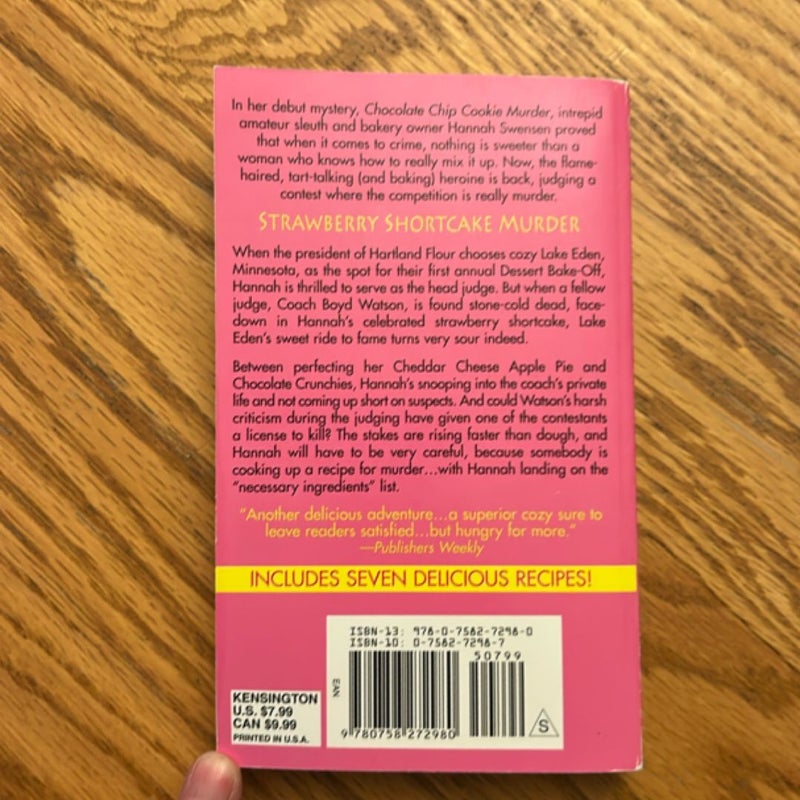 In her debut mystery, Chocolate Chip Cookie Murder, intrepid
amateur sleuth and bakery owner Hannah Swensen proved
that when it comes to crime, nothing is sweeter than a
woman who knows how to really mix it up. Now, the flame-
haired, tart-talking (and baking) heroine is back, judging a
contest where the competition is really murder.
STRAWBERRY SHORTCAKE MURDER
When the president of Hartland Flour chooses cozy Lake Eden,
Minnesota, as the spot for their first annual Dessert Bake-Off,
Hannah is thrilled to serve as the head judge. But when a fellow
judge, Coach Boyd Watson, is found stone-cold dead, face-
down in Hannah's celebrated strawberry shortcake, Lake
Eden's sweet ride to fame turns very sour indeed.
Between perfecting her Cheddar Cheese Apple Pie and
Chocolate Crunchies, Hannah's snooping into the coach's private
life and not coming up short on suspects. And could Watson's harsh
criticism during the judging have given one of the contestants
a license to kill? The stakes are rising faster than dough, and
Hannah will have to be very careful, because somebody is
cooking up a recipe for murder...with Hannah landing on the
"necessary ingredients" list.
"Another delicious adventure...a superior cozy sure to
leave readers satisfied...but hungry for more."
—Publishers Weekly
INCLUDES SEVEN DELICIOUS RECIPES!
ISBN-13: 978-0-7582-7298-0
ISBN-10: 0-7582-7298-7
50799
EAN
S
9 780758 272980
KENSINGTON
U.S. $7.99
CAN $9.99
PRINTED IN U.S.A.